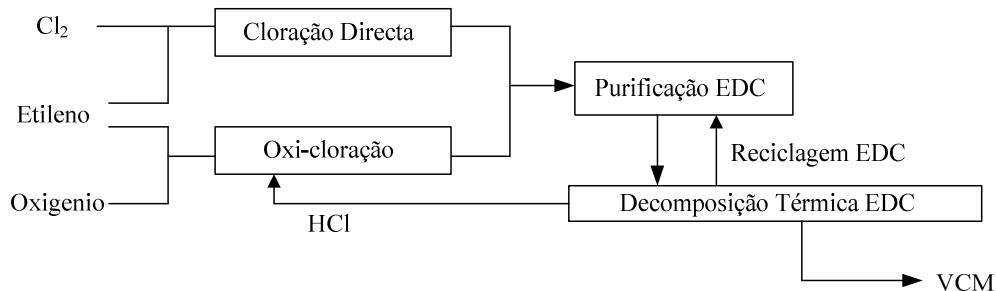 Cl₂
Cloração Directa
Purificação EDC
Etileno
Oxi-cloração
Reciclagem EDC
Oxigenio
Decomposição Térmica EDC
HCl
VCM